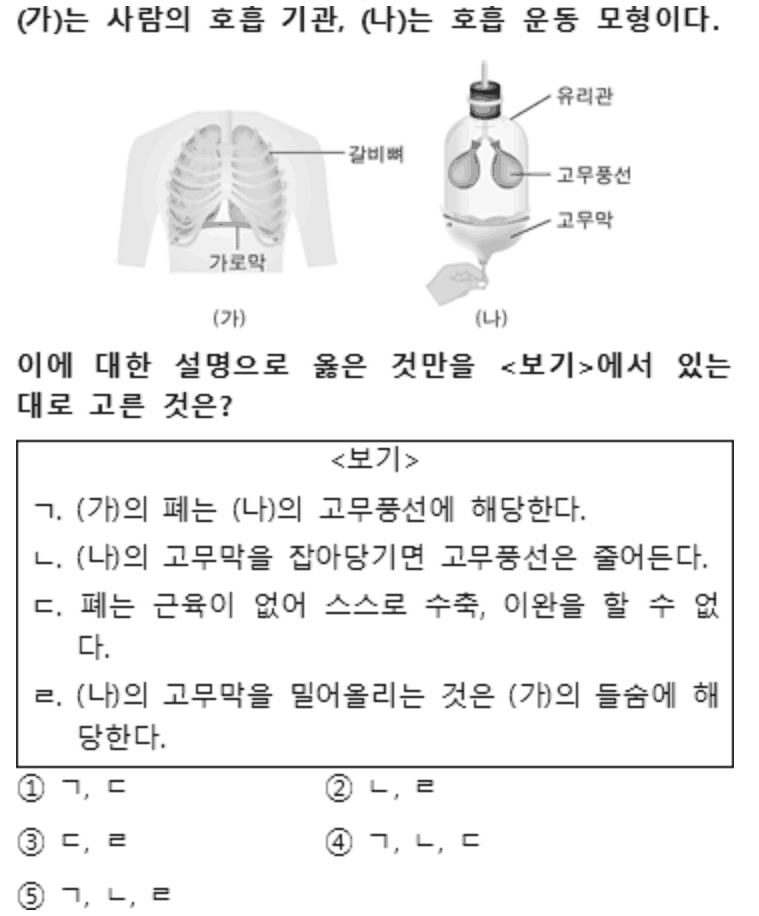 (가)는 사람의 호흡 기관, (나)는 호흡 운동 모형이다.
유리관
갈비뼈
고무풍선
고무막
가로막
(가)
(나)
이에 대한 설명으로 옳은 것만을 <보기>에서 있는
대로 고른 것은?
<보기>
ㄱ. (가)의 폐는 (나)의 고무풍선에 해당한다.
ㄴ. (나)의 고무막을 잡아당기면 고무풍선은 줄어든다.
ㄷ. 폐는 근육이 없어 스스로 수축, 이완을 할 수 없
다.
ㄹ. (나)의 고무막을 밀어올리는 것은 (가)의 들숨에 해
당한다.
① ㄱ, ㄷ
② ㄴ, ㄹ
③ ㄷ, ㄹ
④ ㄱ, ㄴ, ㄷ
⑤ ㄱ, ㄴ, ㄹ